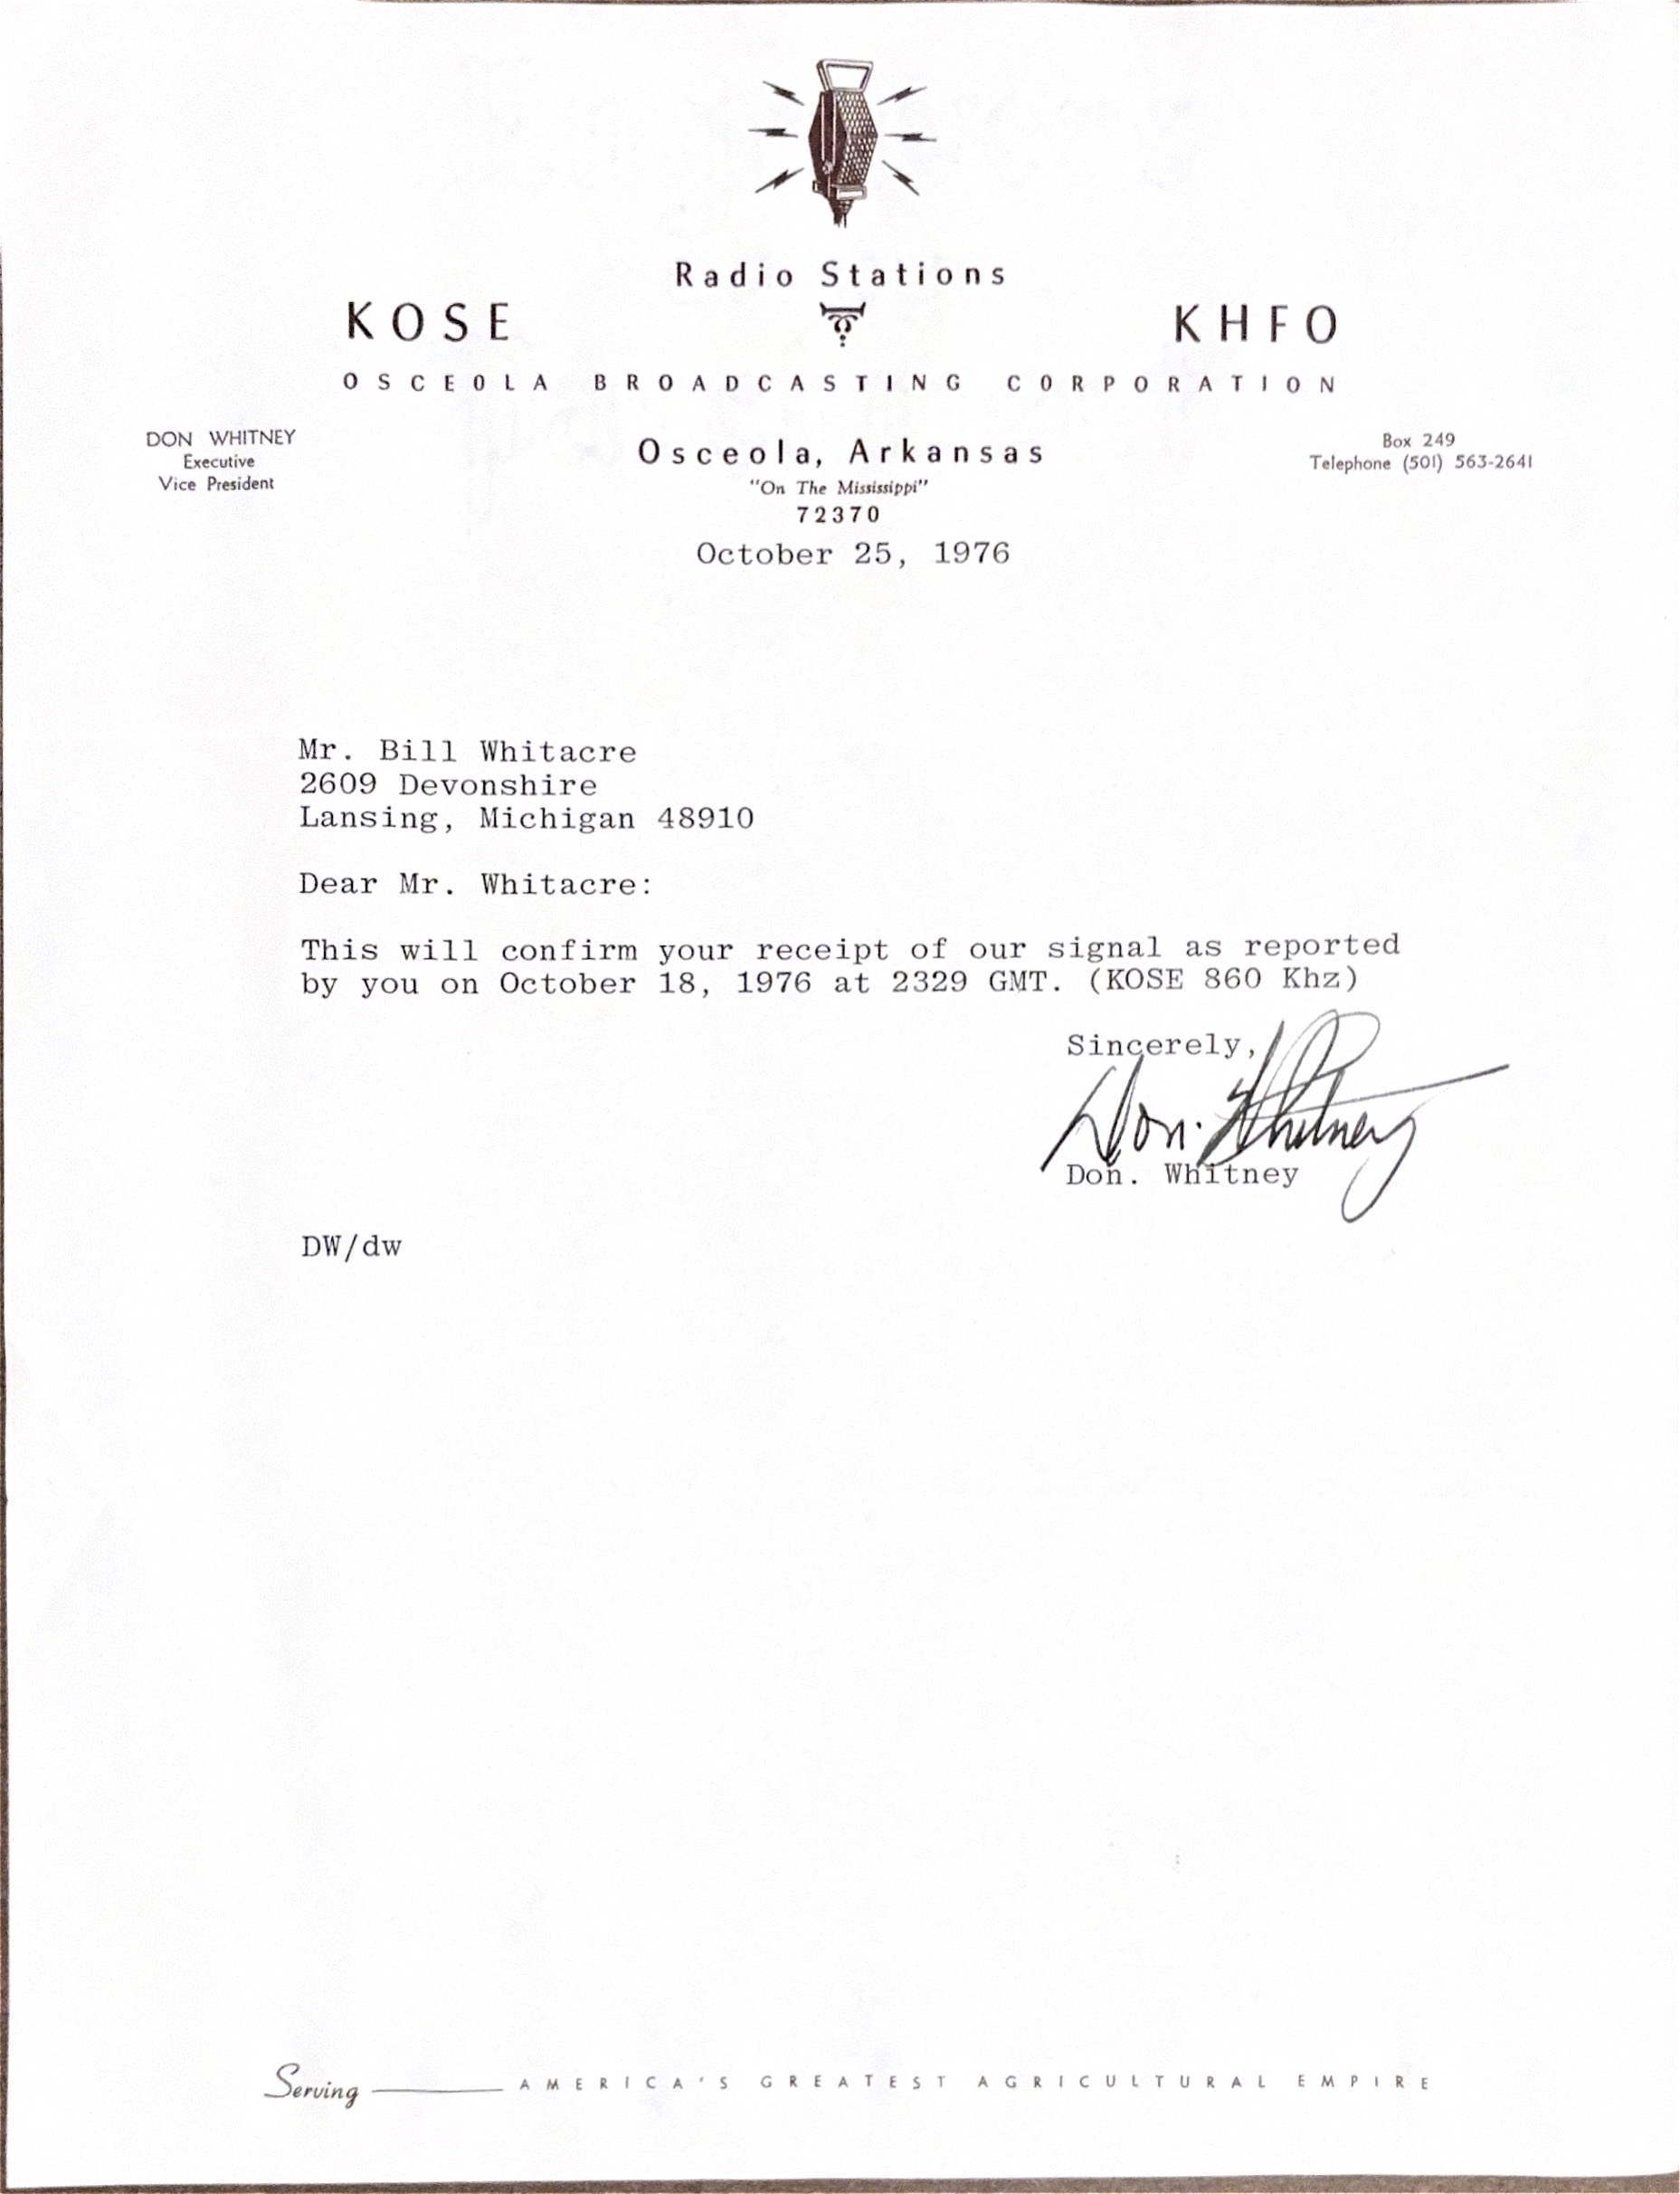 Radio Stations
KOSE KHFO
OSCEOLA BROADCASTING CORPORATION
DON WHITNEY
Executive
Vice President
Osceola, Arkansas
"On The Mississippi"
72370
Box 249
Telephone (501) 563-2641
October 25, 1976
Mr. Bill Whitacre
2609 Devonshire
Lansing, Michigan 48910
Dear Mr. Whitacre:
This will confirm your receipt of our signal as reported
by you on October 18, 1976 at 2329 GMT. (KOSE 860 Khz)
Sincerely,
Don. Whitney
Don. Whitney
DW/dw
Serving AMERICA'S GREATEST AGRICULTURAL EMPIRE